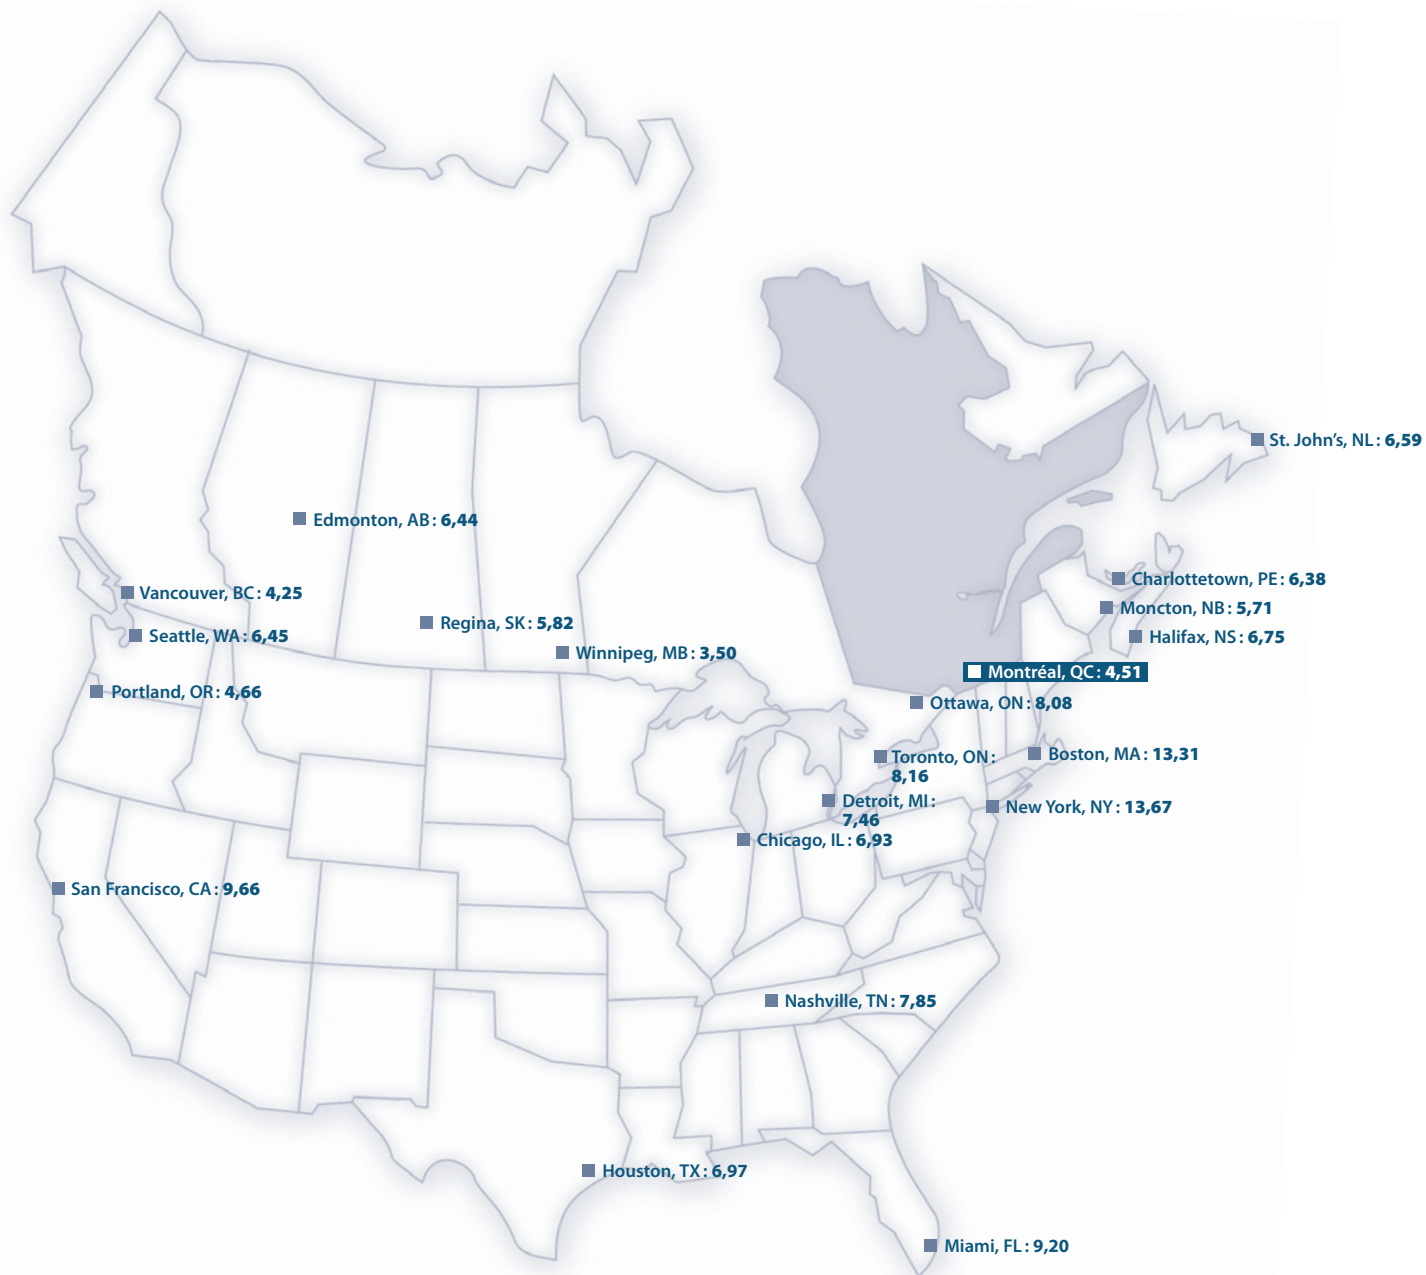 St. John’s, NL : 6,59
Edmonton, AB : 6,44
Charlottetown, PE : 6,38
Vancouver, BC : 4,25
Moncton, NB : 5,71
Regina, SK : 5,82
Seattle, WA : 6,45
Halifax, NS : 6,75
Winnipeg, MB : 3,50
Montréal, QC : 4,51
Portland, OR : 4,66
Ottawa, ON : 8,08
Boston, MA : 13,31
Toronto, ON :
8,16
Detroit, MI :
7,46
New York, NY : 13,67
Chicago, IL : 6,93
San Francisco, CA : 9,66
Nashville, TN : 7,85
Houston, TX : 6,97
Miami, FL : 9,20